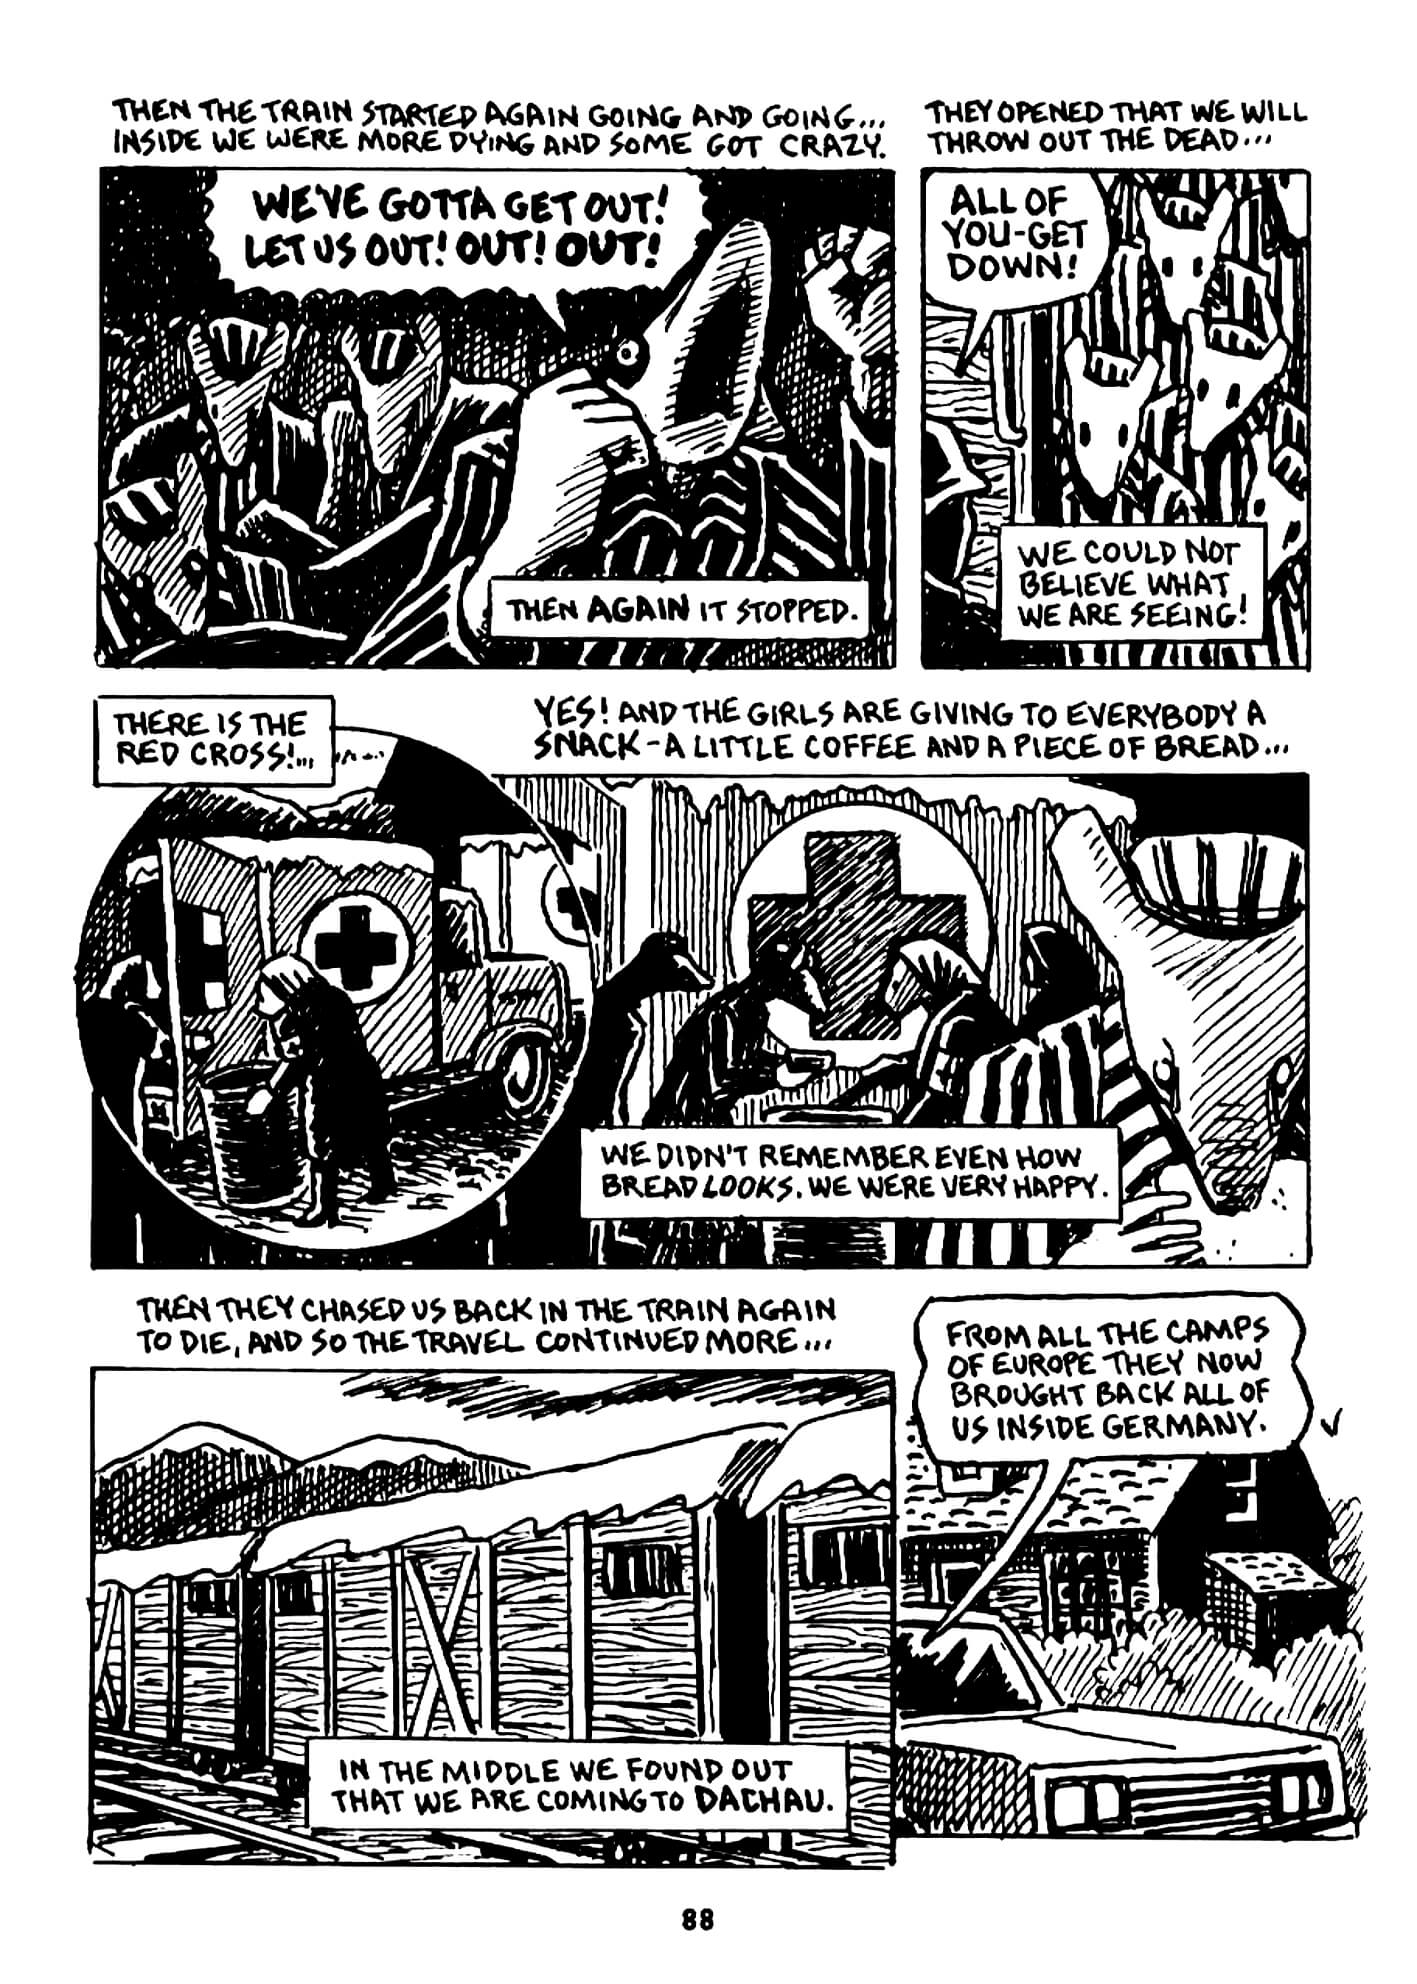 THEN THE TRAIN STARTED AGAIN GOING AND GOING...
INSIDE WE WERE MORE DYING AND SOME GOT CRAZY.
WE'VE GOTTA GET OUT!
LET US OUT! OUT! OUT!
THEN AGAIN IT STOPPED.
THEY OPENED THAT WE WILL
THROW OUT THE DEAD...
ALL OF
YOU-GET
DOWN!
WE COULD NOT
BELIEVE WHAT
WE ARE SEEING!
THERE IS THE
RED CROSS!...
YES! AND THE GIRLS ARE GIVING TO EVERYBODY A
SNACK-A LITTLE COFFEE AND A PIECE OF BREAD...
WE DIDN'T REMEMBER EVEN HOW
BREAD LOOKS. WE WERE VERY HAPPY.
THEN THEY CHASED US BACK IN THE TRAIN AGAIN
TO DIE, AND SO THE TRAVEL CONTINUED MORE...
IN THE MIDDLE WE FOUND OUT
THAT WE ARE COMING TO DACHAU.
FROM ALL THE CAMPS
OF EUROPE THEY NOW
BROUGHT BACK ALL OF
US INSIDE GERMANY.
88